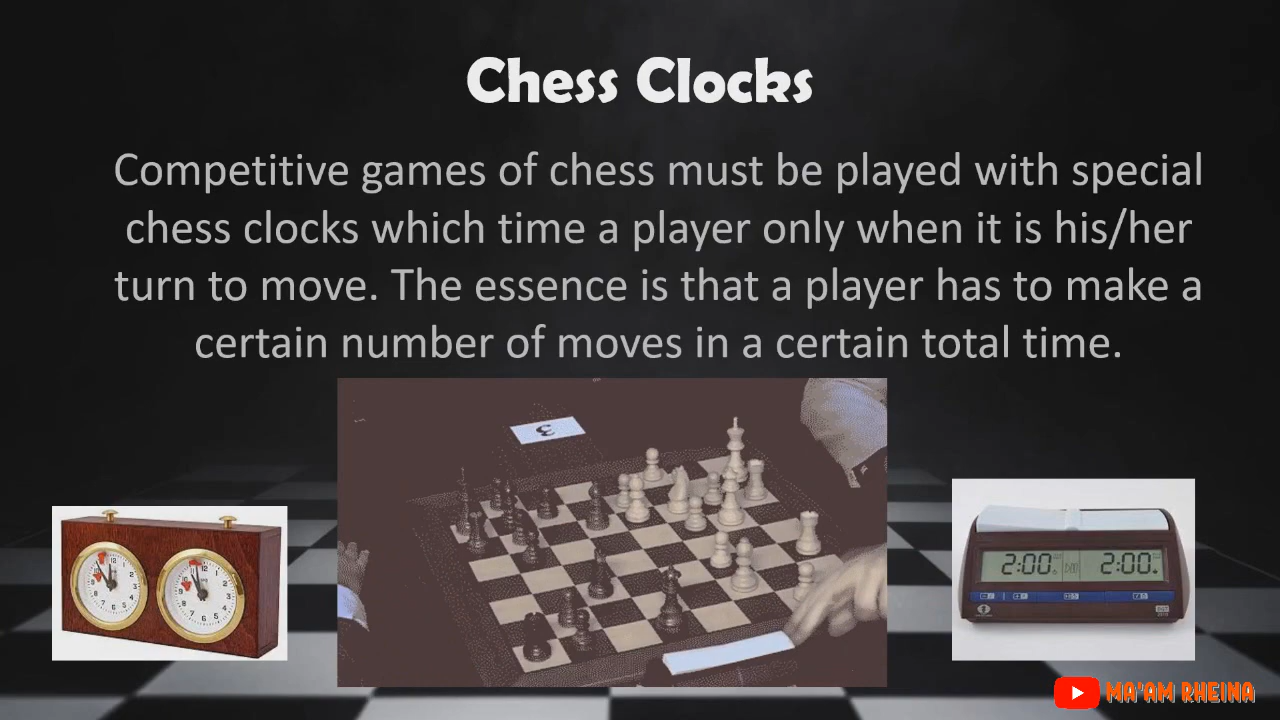 Chess Clocks
Competitive games of chess must be played with special
chess clocks which time a player only when it is his/her
turn to move. The essence is that a player has to make a
certain number of moves in a certain total time.
2:00 2:00
MA'AM RHEINA